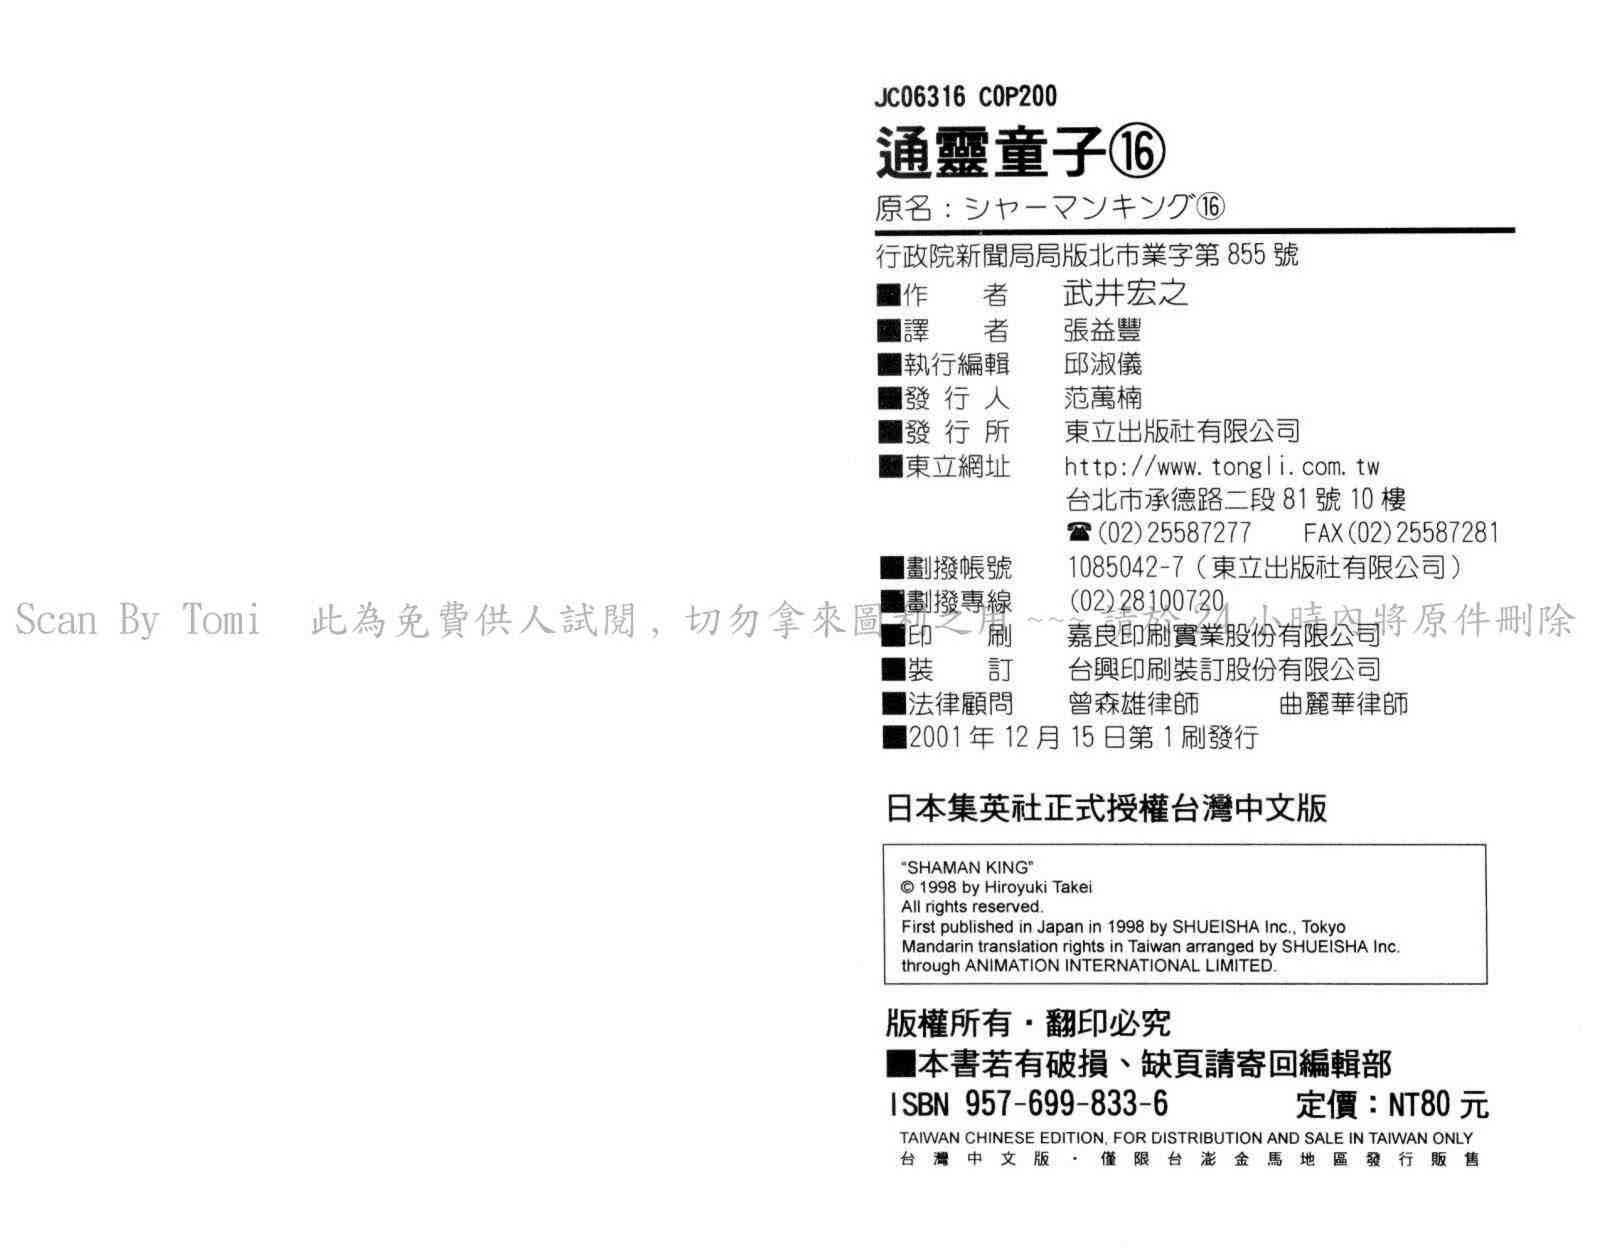 JC06316 COP200
通靈童子⑯
原名：シャーマンキング⑯
行政院新聞局局版北市業字第 855 號
■作者 武井宏之
■譯者 張益豐
■執行編輯 邱淑儀
■發行人 范萬楠
■發行所 東立出版社有限公司
■東立網址 http://www.tongli.com.tw
台北市承德路二段 81 號 10 樓
☎(02)25587277 FAX(02)25587281
■劃撥帳號 1085042-7（東立出版社有限公司）
■劃撥專線 (02)28100720
Scan By Tomi 此為免費供人試閱，切勿拿來圖利之用 ~~~ 請於 24 小時內將原件刪除
■印刷 嘉良印刷實業股份有限公司
■裝訂 台興印刷裝訂股份有限公司
■法律顧問 曾森雄律師 曲麗華律師
■2001 年 12 月 15 日第 1 刷發行
日本集英社正式授權台灣中文版
“SHAMAN KING”
© 1998 by Hiroyuki Takei
All rights reserved.
First published in Japan in 1998 by SHUEISHA Inc., Tokyo
Mandarin translation rights in Taiwan arranged by SHUEISHA Inc.
through ANIMATION INTERNATIONAL LIMITED.
版權所有・翻印必究
■本書若有破損、缺頁請寄回編輯部
ISBN 957-699-833-6 定價：NT80 元
TAIWAN CHINESE EDITION, FOR DISTRIBUTION AND SALE IN TAIWAN ONLY
台灣中文版・僅限台澎金馬地區發行販售